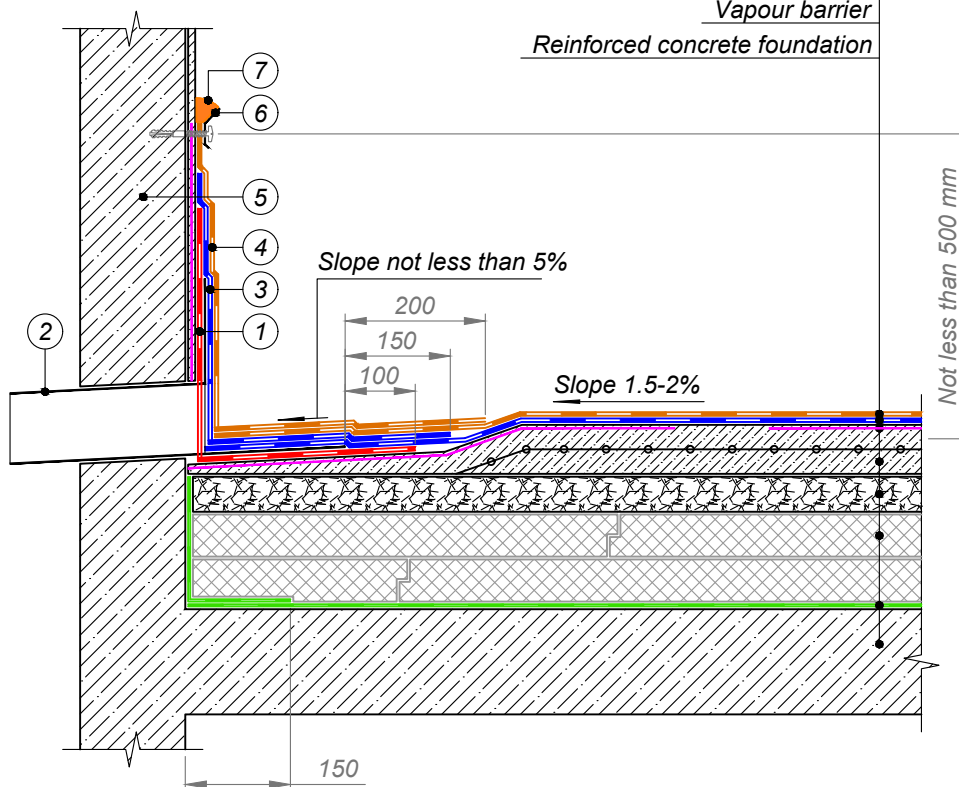 Vapour barrier
Reinforced concrete foundation
7
6
5
4
3
1
2
Slope not less than 5%
200
150
100
Slope 1.5-2%
Not less than 500 mm
150